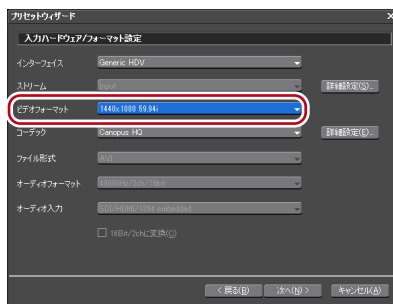 プリセットウィザード
入力ハードウェア/フォーマット設定
インターフェイス Generic HDV
ストリーム Input 詳細設定(S)...
ビデオフォーマット 1440x1080 59.94i
コーデック Canopus HQ 詳細設定(E)...
ファイル形式 AVI
オーディオフォーマット 48000Hz/2ch/16bit
オーディオ入力 SDI/HDMI/1394 embedded
16Bit/2chに変換(C)
< 戻る(B) 次へ(N) > キャンセル(A)